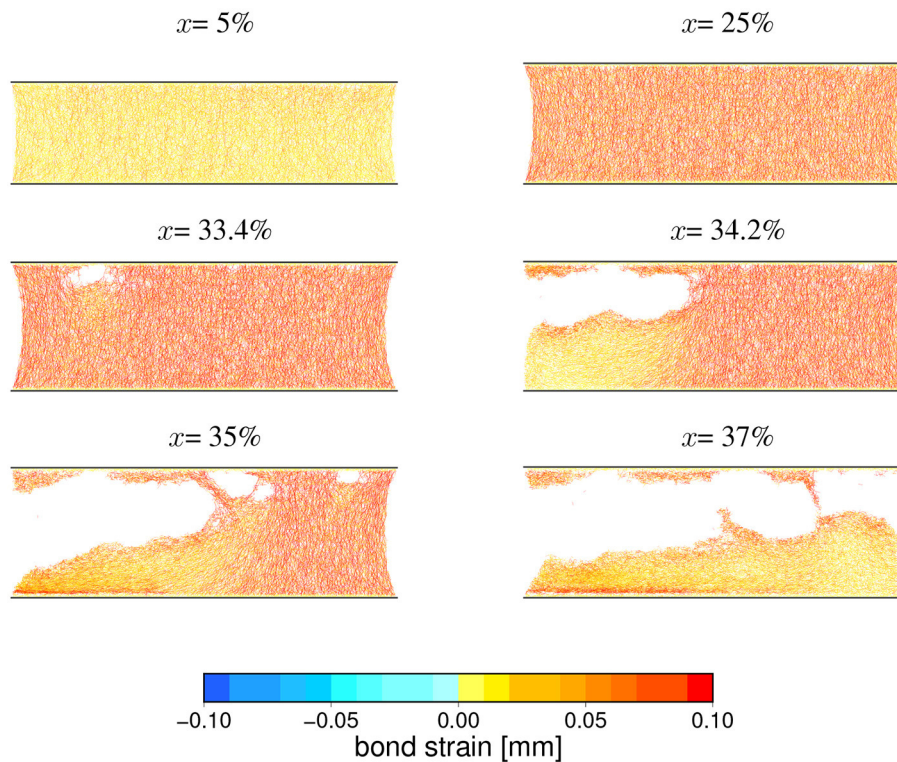 x= 5%
x= 25%
x= 33.4%
x= 34.2%
x= 35%
x= 37%
−0.10 −0.05 0.00 0.05 0.10
bond strain [mm]